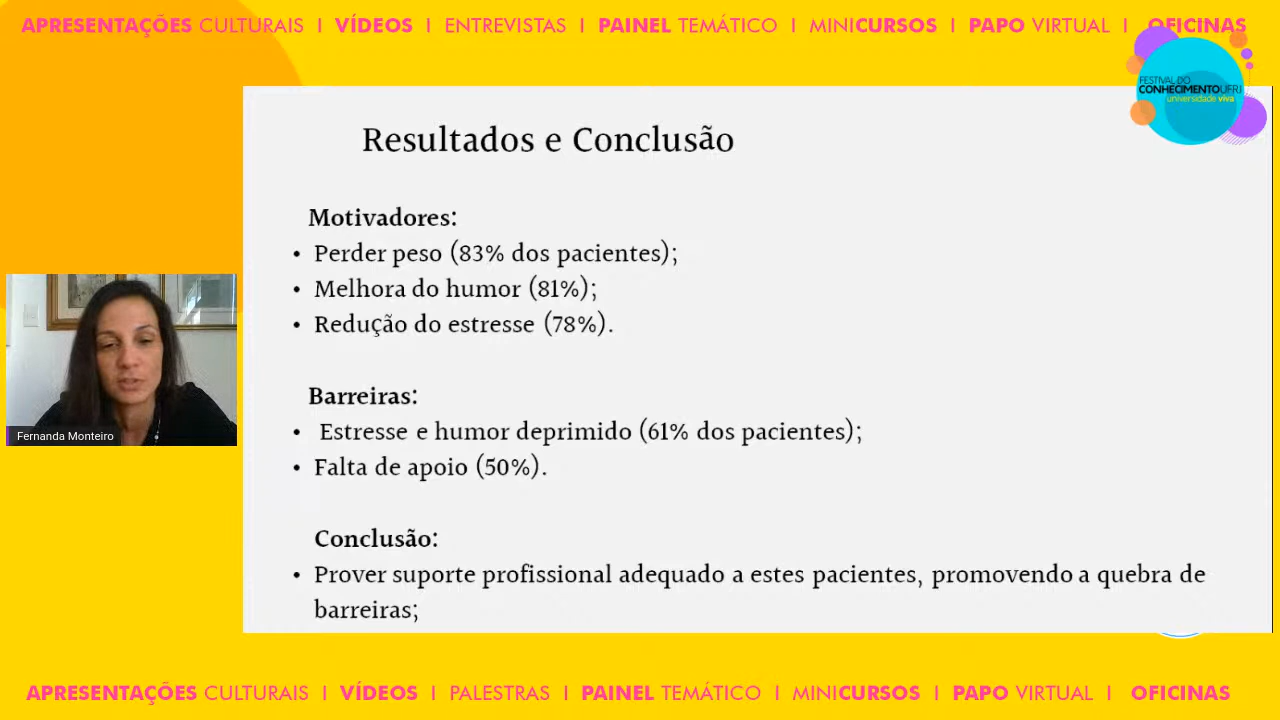 APRESENTAÇÕES CULTURAIS I VÍDEOS I ENTREVISTAS I PAINEL TEMÁTICO I MINICURSOS I PAPO VIRTUAL I OFICINAS
FESTIVAL DO
CONHECIMENTOUFRJ
universidade viva
Resultados e Conclusão
Motivadores:
• Perder peso (83% dos pacientes);
• Melhora do humor (81%);
• Redução do estresse (78%).
Barreiras:
• Estresse e humor deprimido (61% dos pacientes);
• Falta de apoio (50%).
Conclusão:
• Prover suporte profissional adequado a estes pacientes, promovendo a quebra de
barreiras;
Fernanda Monteiro
APRESENTAÇÕES CULTURAIS I VÍDEOS I PALESTRAS I PAINEL TEMÁTICO I MINICURSOS I PAPO VIRTUAL I OFICINAS